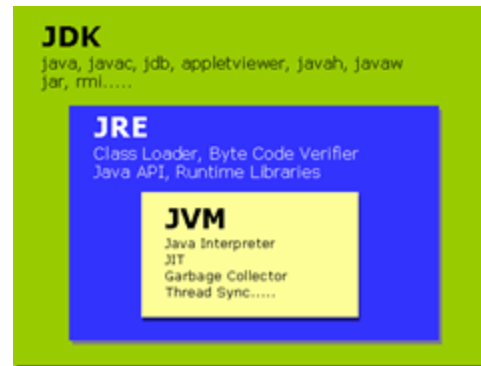 JDK
java, javac, jdb, appletviewer, javah, javaw
jar, rmi.....
JRE
Class Loader, Byte Code Verifier
Java API, Runtime Libraries
JVM
Java Interpreter
JIT
Garbage Collector
Thread Sync.....